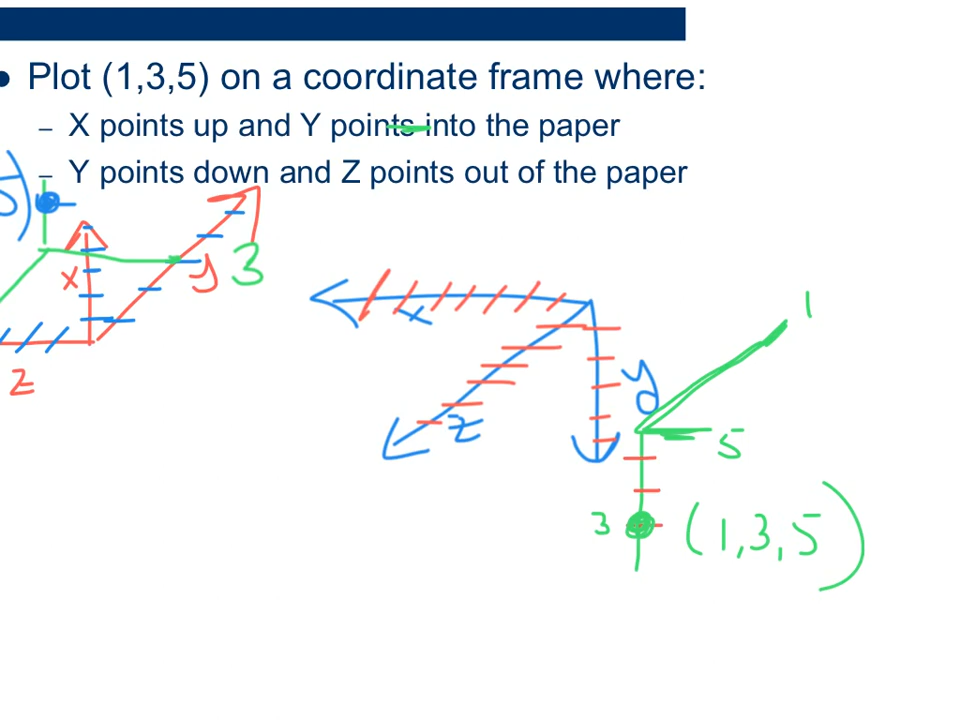 • Plot (1,3,5) on a coordinate frame where:
– X points up and Y points into the paper
– Y points down and Z points out of the paper
5)
x
y 3
z
x
z
y
1
5
3 (1,3,5)